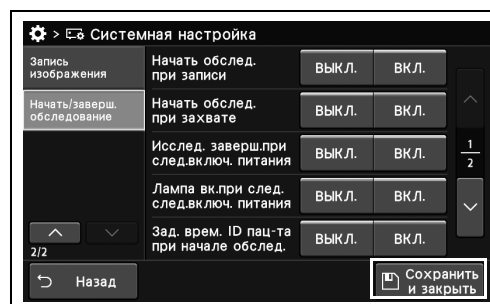 > Системная настройка
Запись
изображения
Начать/заверш.
обследование
2/2
Начать обслед.
при записи
ВЫКЛ.
ВКЛ.
Начать обслед.
при захвате
ВЫКЛ.
ВКЛ.
Исслед. заверш.при
след.включ. питания
ВЫКЛ.
ВКЛ.
Лампа вк.при след.
след.включ. питания
ВЫКЛ.
ВКЛ.
Зад. врем. ID пац-та
при начале обслед.
ВЫКЛ.
ВКЛ.
1
2
Назад
Сохранить
и закрыть